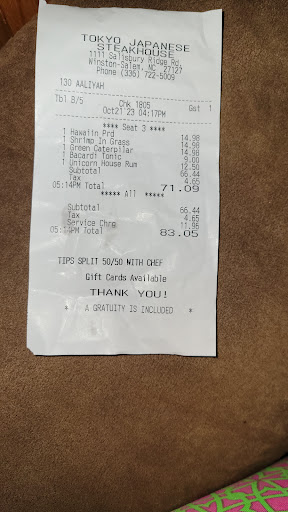 TOKYO JAPANESE
STEAKHOUSE
1111 Salisbury Ridge Rd.
Winston-Salem, NC 27127
Phone (336) 722-5009
130 AALIYAH
Tbl 8/5 Chk 1805 Gst 1
Oct21'23 04:17PM
**** Seat 3 ****
1 Hawaiin Prd 14.98
1 Shrimp In Grass 14.98
1 Green Caterpilar 14.98
1 Bacardi Tonic 9.00
1 Unicorn House Rum 12.50
Subtotal 66.44
Tax 4.65
05:14PM Total 71.09
***** All *****
Subtotal 66.44
Tax 4.65
Service Chrg 11.96
05:14PM Total 83.05
TIPS SPLIT 50/50 WITH CHEF
Gift Cards Available
THANK YOU!
* A GRATUITY IS INCLUDED *